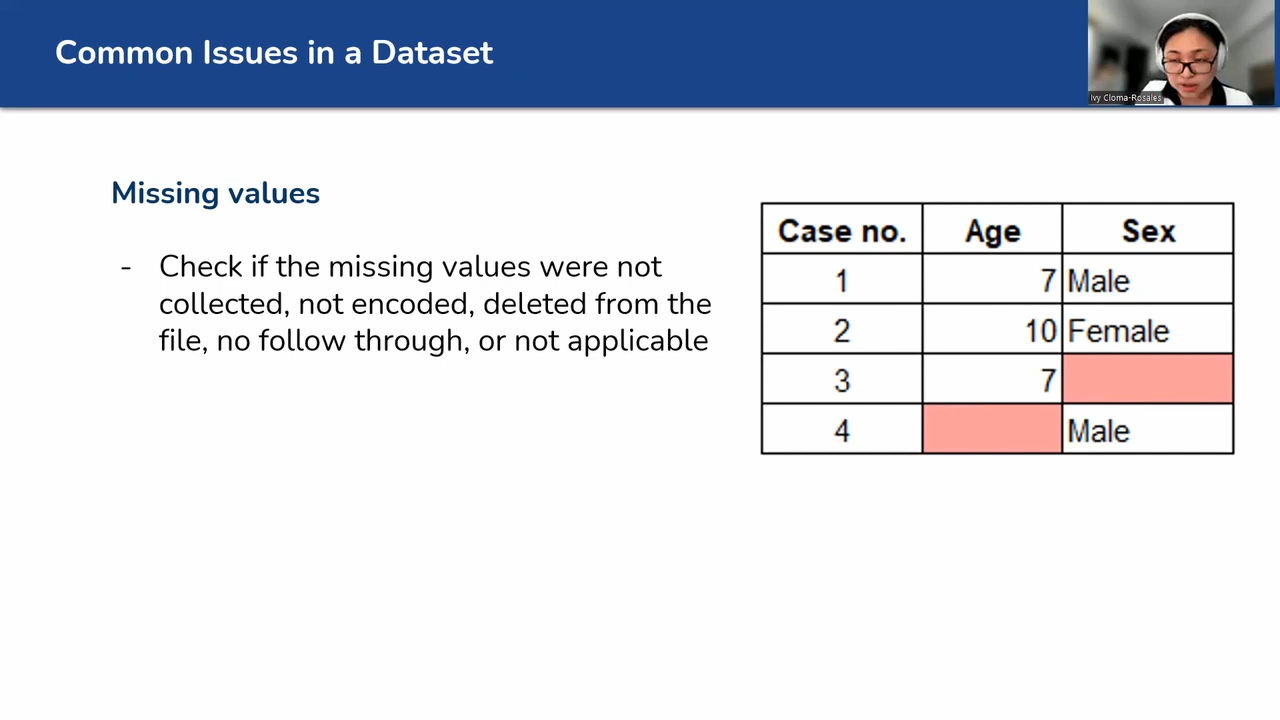 Common Issues in a Dataset
Ivy Cloma-Rosales
Missing values
- Check if the missing values were not
collected, not encoded, deleted from the
file, no follow through, or not applicable
Case no. Age Sex
1 7 Male
2 10 Female
3 7
4 Male